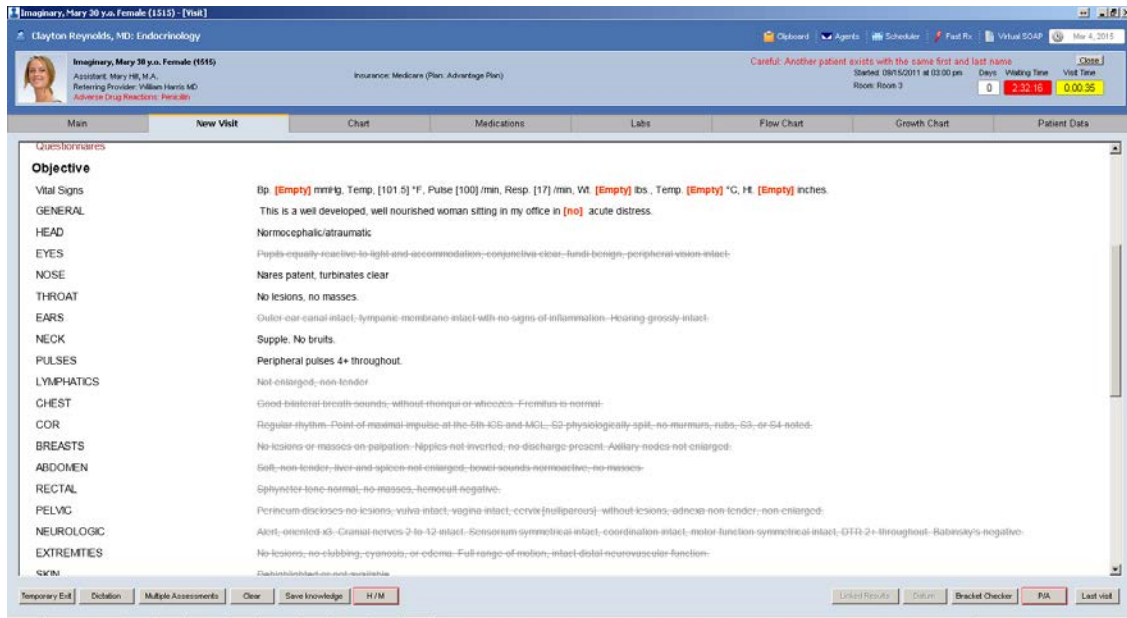 Imaginary, Mary 30 y.o. Female (1515) - [Visit]
Clayton Reynolds, MD: Endocrinology
Clipboard Agents Scheduler Fast Rx Virtual SOAP Mar 4, 2015
Imaginary, Mary 30 y.o. Female (1515)
Assistant: Mary Hill, M.A.
Referring Provider: William Harris MD
Adverse Drug Reactions: Penicillin
Insurance: Medicare (Plan: Advantage Plan)
Careful: Another patient exists with the same first and last name
Close
Started: 09/15/2011 at 03:00 pm Days Waiting Time Visit Time
Room: Room 3 0 2:32:16 0:00:35
Main New Visit Chart Medications Labs Flow Chart Growth Chart Patient Data
Questionnaires
Objective
Vital Signs Bp. [Empty] mmHg, Temp, [101.5] °F, Pulse [100] /min, Resp. [17] /min, Wt. [Empty] lbs., Temp. [Empty] °C, Ht. [Empty] inches.
GENERAL This is a well developed, well nourished woman sitting in my office in [no] acute distress.
HEAD Normocephalic/atraumatic
EYES Pupils equally reactive to light and accommodation, conjunctiva clear, fundi benign, peripheral vision intact.
NOSE Nares patent, turbinates clear
THROAT No lesions, no masses.
EARS Outer ear canal intact, tympanic membrane intact with no signs of inflammation. Hearing grossly intact.
NECK Supple. No bruits.
PULSES Peripheral pulses 4+ throughout.
LYMPHATICS Not enlarged, non tender
CHEST Good bilateral breath sounds, without rhonqui or wheezes. Fremitus is normal.
COR Regular rhythm. Point of maximal impulse at the 5th ICS and MCL, S2 physiologically split, no murmurs, rubs, S3, or S4 noted.
BREASTS No lesions or masses on palpation. Nipples not inverted, no discharge present. Axillary nodes not enlarged.
ABDOMEN Soft, non tender, liver and spleen not enlarged, bowel sounds normoactive, no masses.
RECTAL Sphyncter tone normal, no masses, hemocult negative.
PELVIC Perineum discloses no lesions, vulva intact, vagina intact, cervix [nulliparous] without lesions, adnexa non tender, non enlarged.
NEUROLOGIC Alert, oriented x3. Cranial nerves 2 to 12 intact. Sensorium symmetrical intact, coordination intact, motor function symmetrical intact, DTR 2+ throughout. Babinsky's negative.
EXTREMITIES No lesions, no clubbing, cyanosis, or edema. Full range of motion, intact distal neurovascular function.
SKIN Dehighlighted or not available
Temporary Exit Dictation Multiple Assessments Clear Save knowledge H / M Linked Results Datum Bracket Checker P/A Last visit